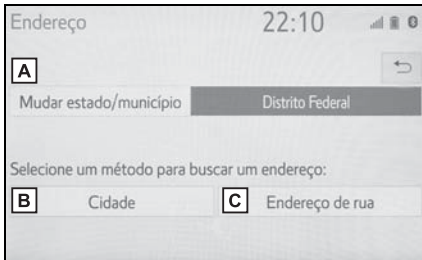 Endereço 22:10
A
Mudar estado/município Distrito Federal
Selecione um método para buscar um endereço:
B Cidade C Endereço de rua